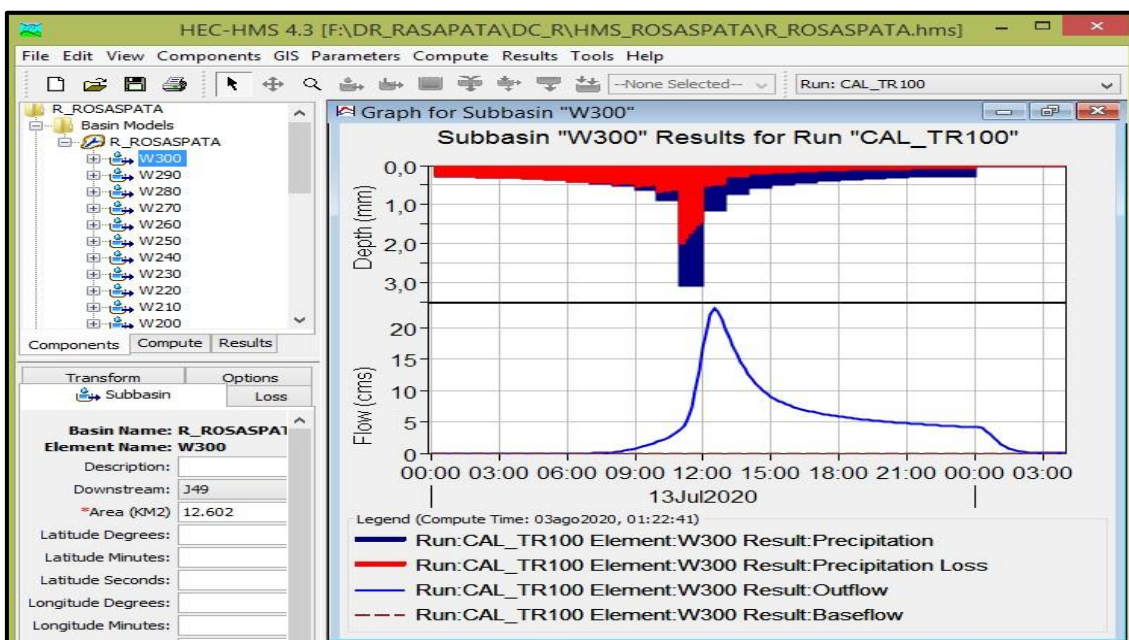 HEC-HMS 4.3 [F:\DR_RASAPATA\DC_R\HMS_ROSASPATA\R_ROSASPATA.hms]
File Edit View Components GIS Parameters Compute Results Tools Help
--None Selected--
Run: CAL_TR100
R_ROSASPATA
Basin Models
R_ROSASPATA
W300
W290
W280
W270
W260
W250
W240
W230
W220
W210
W200
Components Compute Results
Transform Options
Subbasin Loss
Basin Name: R_ROSASPAT
Element Name: W300
Description:
Downstream: J49
*Area (KM2) 12.602
Latitude Degrees:
Latitude Minutes:
Latitude Seconds:
Longitude Degrees:
Longitude Minutes:
Graph for Subbasin "W300"
Subbasin "W300" Results for Run "CAL_TR100"
Depth (mm)
0,0
1,0
2,0
3,0
Flow (cms)
20
15
10
5
0
00:00 03:00 06:00 09:00 12:00 15:00 18:00 21:00 00:00 03:00
13Jul2020
Legend (Compute Time: 03ago2020, 01:22:41)
Run:CAL_TR100 Element:W300 Result:Precipitation
Run:CAL_TR100 Element:W300 Result:Precipitation Loss
Run:CAL_TR100 Element:W300 Result:Outflow
Run:CAL_TR100 Element:W300 Result:Baseflow